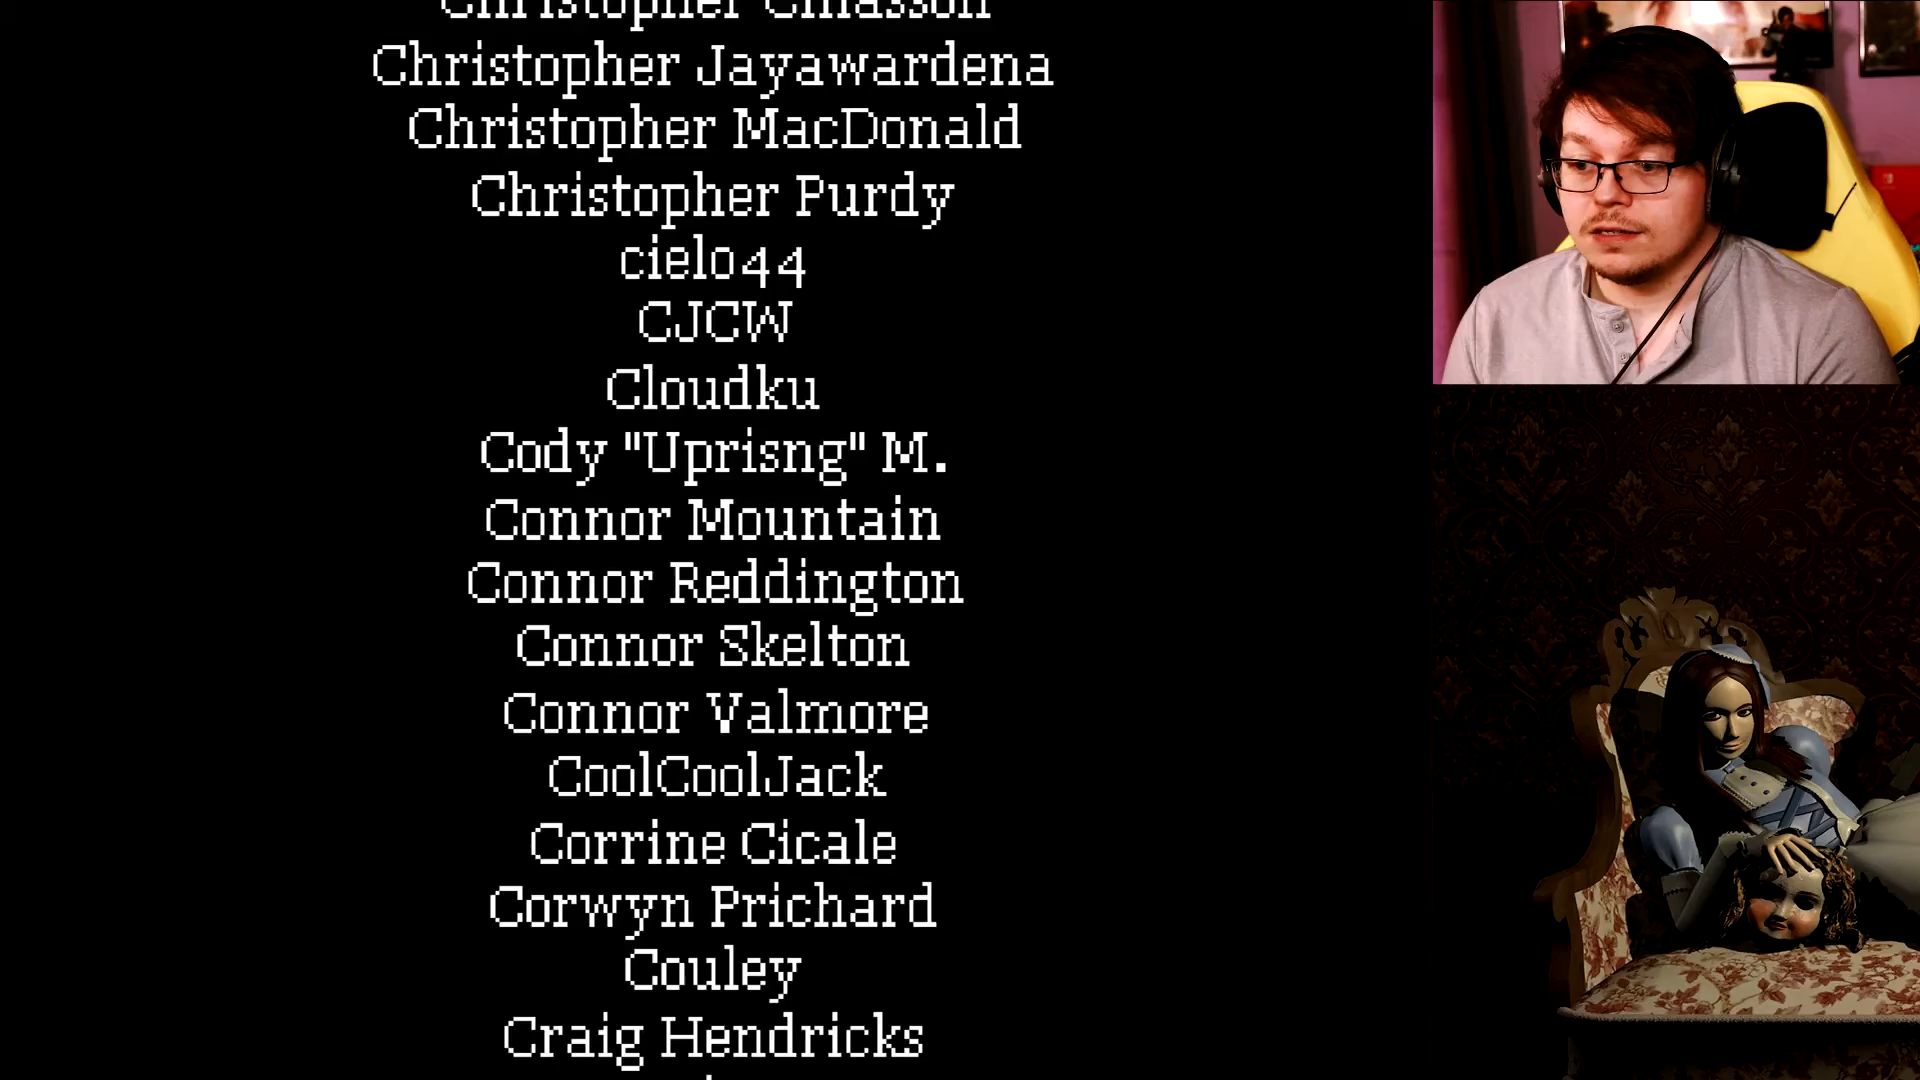 Christopher Jayawardena
Christopher MacDonald
Christopher Purdy
cielo44
CJCW
Cloudku
Cody "Uprisng" M.
Connor Mountain
Connor Reddington
Connor Skelton
Connor Valmore
CoolCoolJack
Corrine Cicale
Corwyn Prichard
Couley
Craig Hendricks